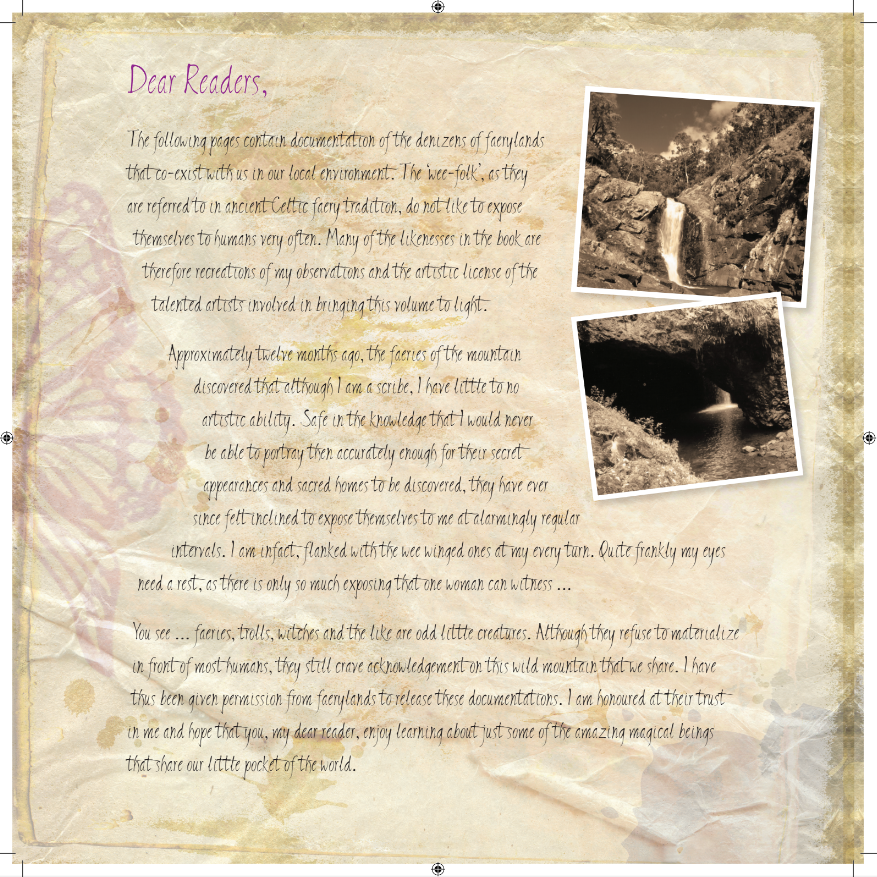 Dear Readers,
The following pages contain documentation of the denizens of faerylands
that co-exist with us in our local environment. The ‘wee-folk’, as they
are referred to in ancient Celtic faery tradition, do not like to expose
themselves to humans very often. Many of the likenesses in the book are
therefore recreations of my observations and the artistic license of the
talented artists involved in bringing this volume to light.
Approximately twelve months ago, the faeries of the mountain
discovered that although I am a scribe, I have little to no
artistic ability. Safe in the knowledge that I would never
be able to portray then accurately enough for their secret
appearances and sacred homes to be discovered, they have ever
since felt inclined to expose themselves to me at alarmingly regular
intervals. I am infact, flanked with the wee winged ones at my every turn. Quite frankly my eyes
need a rest, as there is only so much exposing that one woman can witness ...
You see ... faeries, trolls, witches and the like are odd little creatures. Although they refuse to materialize
in front of most humans, they still crave acknowledgement on this wild mountain that we share. I have
thus been given permission from faerylands to release these documentations. I am honoured at their trust
in me and hope that you, my dear reader, enjoy learning about just some of the amazing magical beings
that share our little pocket of the world.